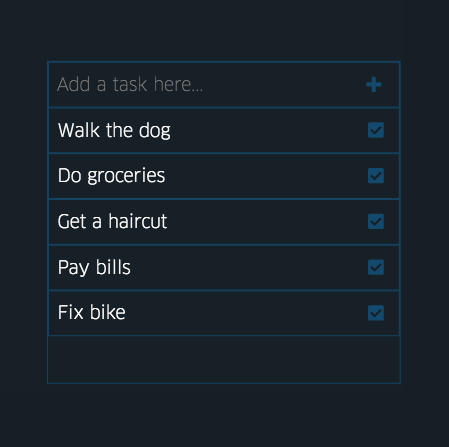 Add a task here...
Walk the dog
Do groceries
Get a haircut
Pay bills
Fix bike